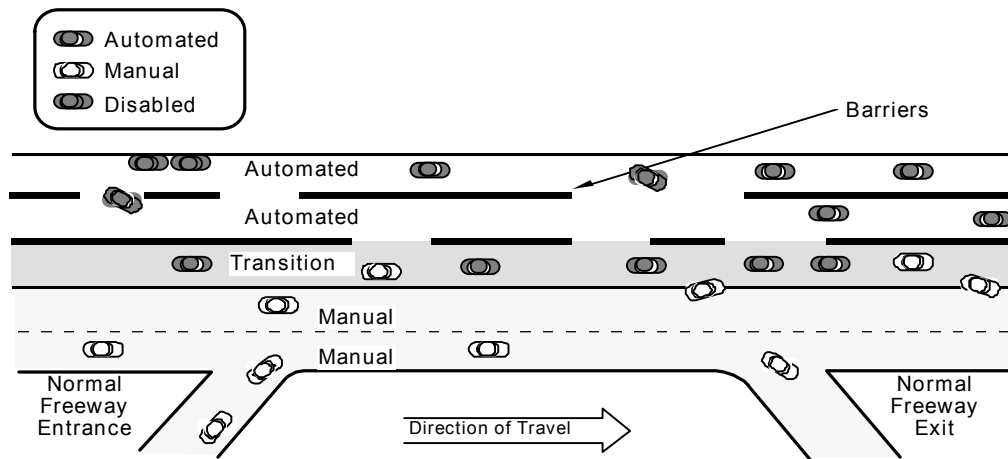 Automated
Manual
Disabled
Barriers
Automated
Automated
Transition
Manual
Manual
Normal
Freeway
Entrance
Direction of Travel
Normal
Freeway
Exit